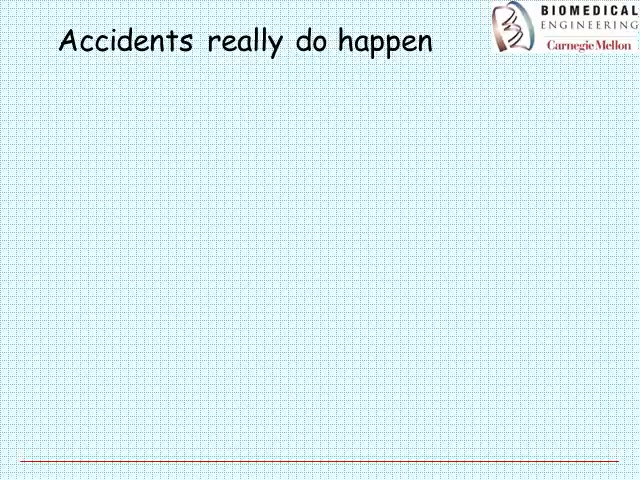 Accidents really do happen
BIOMEDICAL
ENGINEERING
Carnegie Mellon